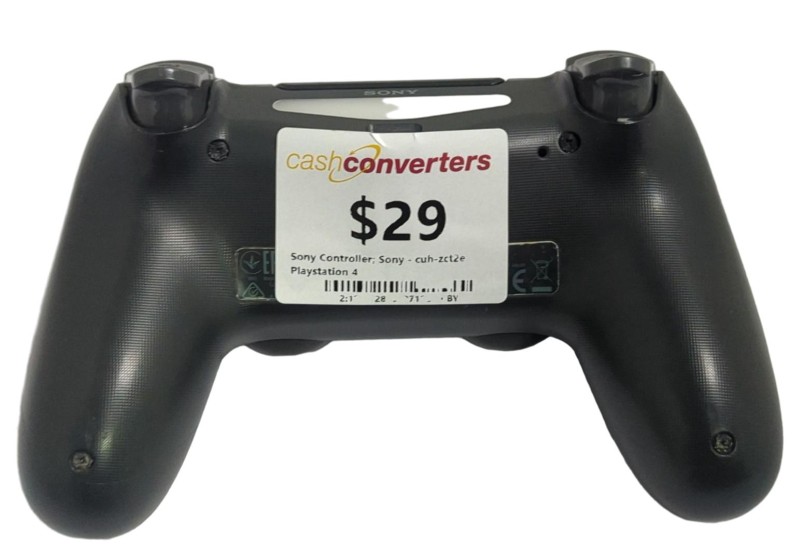 SONY
cashconverters
$29
Sony Controller; Sony - cuh-zct2e
Playstation 4